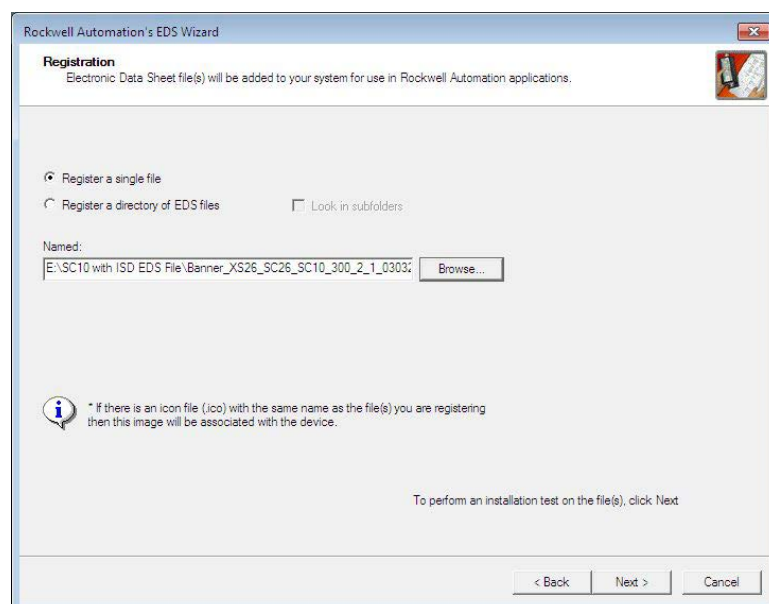 Rockwell Automation's EDS Wizard
Registration
Electronic Data Sheet file(s) will be added to your system for use in Rockwell Automation applications.
Register a single file
Register a directory of EDS files
Look in subfolders
Named:
E:\SC10 with ISD EDS File\Banner_XS26_SC26_SC10_300_2_1_0303
Browse...
* If there is an icon file (.ico) with the same name as the file(s) you are registering
then this image will be associated with the device.
To perform an installation test on the file(s), click Next
< Back
Next >
Cancel